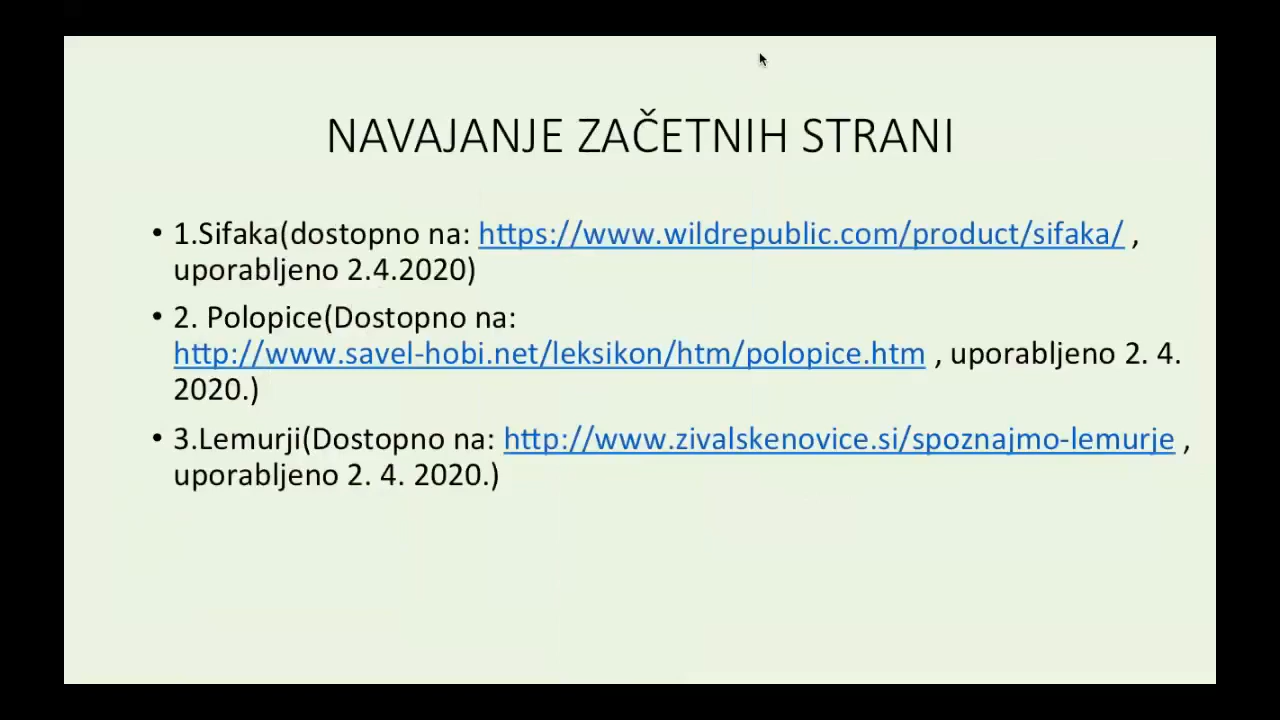 NAVAJANJE ZAČETNIH STRANI
• 1.Sifaka(dostopno na: https://www.wildrepublic.com/product/sifaka/ ,
uporabljeno 2.4.2020)
• 2. Polopice(Dostopno na:
http://www.savel-hobi.net/leksikon/htm/polopice.htm , uporabljeno 2. 4.
2020.)
• 3.Lemurji(Dostopno na: http://www.zivalskenovice.si/spoznajmo-lemurje ,
uporabljeno 2. 4. 2020.)